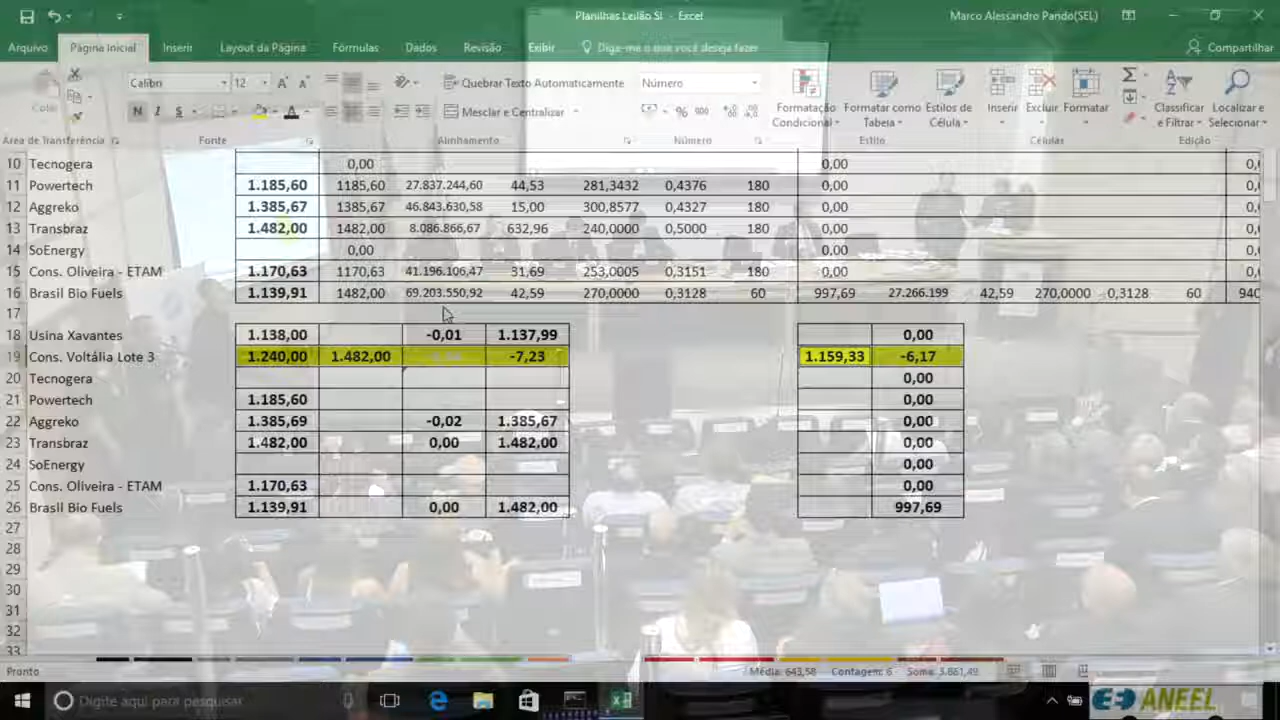 Planilhas Leilão SI - Excel
Marco Alessandro Pando(SEL)
Arquivo Página Inicial Inserir Layout da Página Fórmulas Dados Revisão Exibir Diga-me o que você deseja fazer Compartilhar
Calibri 12 Quebrar Texto Automaticamente Número
N I S Mesclar e Centralizar % 000
Colar
Formatação Condicional
Formatar como Tabela
Estilos de Célula
Inserir Excluir Formatar
Classificar e Filtrar
Localizar e Selecionar
Área de Transferência Fonte Alinhamento Número Estilo Células Edição
10 Tecnogera 0,00 0,00
11 Powertech 1.185,60 1185,60 27.837.244,60 44,53 281,3432 0,4376 180 0,00
12 Aggreko 1.385,67 1385,67 46.843.630,58 15,00 300,8577 0,4327 180 0,00
13 Transbraz 1.482,00 1482,00 8.086.866,67 632,96 240,0000 0,5000 180 0,00
14 SoEnergy 0,00 0,00
15 Cons. Oliveira - ETAM 1.170,63 1170,63 41.196.106,47 31,69 253,0005 0,3151 180 0,00
16 Brasil Bio Fuels 1.139,91 1482,00 69.203.550,92 42,59 270,0000 0,3128 60 997,69 27.266.199 42,59 270,0000 0,3128 60 940
17
18 Usina Xavantes 1.138,00 -0,01 1.137,99 0,00
19 Cons. Voltália Lote 3 1.240,00 1.482,00 -7,23 1.159,33 -6,17
20 Tecnogera 0,00
21 Powertech 1.185,60 0,00
22 Aggreko 1.385,69 -0,02 1.385,67 0,00
23 Transbraz 1.482,00 0,00 1.482,00 0,00
24 SoEnergy 0,00
25 Cons. Oliveira - ETAM 1.170,63 0,00
26 Brasil Bio Fuels 1.139,91 0,00 1.482,00 997,69
27
28
29
30
31
32
33
Pronto Média: 643,58 Contagem: 6
Digite aqui para pesquisar
ANEEL